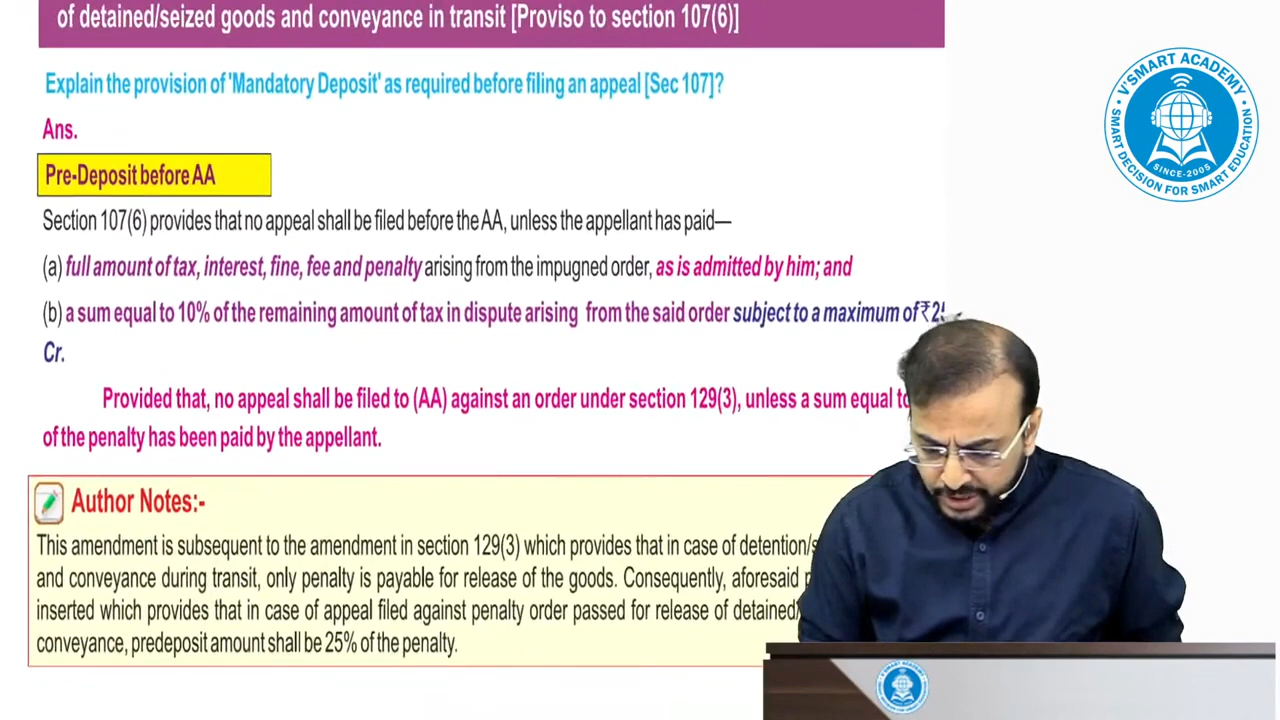 of detained/seized goods and conveyance in transit [Proviso to section 107(6)]
Explain the provision of 'Mandatory Deposit' as required before filing an appeal [Sec 107]?
Ans.
Pre-Deposit before AA
Section 107(6) provides that no appeal shall be filed before the AA, unless the appellant has paid—
(a) full amount of tax, interest, fine, fee and penalty arising from the impugned order, as is admitted by him; and
(b) a sum equal to 10% of the remaining amount of tax in dispute arising from the said order subject to a maximum of
Cr.
Provided that, no appeal shall be filed to (AA) against an order under section 129(3), unless a sum equal
of the penalty has been paid by the appellant.
Author Notes:-
This amendment is subsequent to the amendment in section 129(3) which provides that in case of
and conveyance during transit, only penalty is payable for release of the goods. Consequently, aforesaid
inserted which provides that in case of appeal filed against penalty order passed for release of
conveyance, predeposit amount shall be 25% of the penalty.
V'SMART ACADEMY
SINCE-2005
SMART DECISION FOR SMART EDUCATION